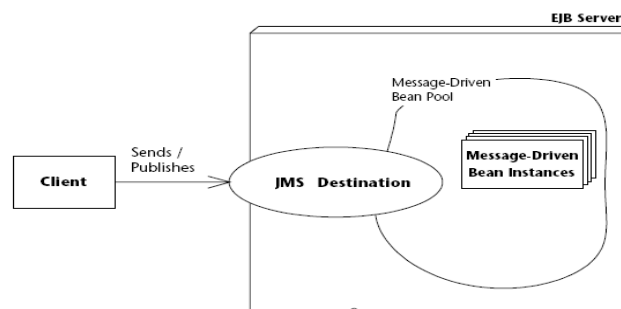 EJB Server
Message-Driven
Bean Pool
Sends /
Publishes
Client
JMS Destination
Message-Driven
Bean Instances